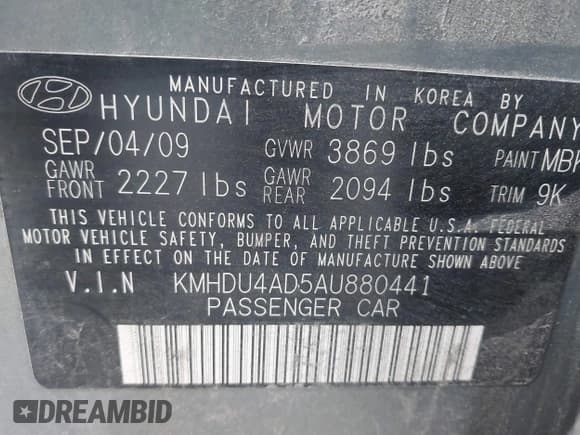 MANUFACTURED IN KOREA BY
HYUNDAI MOTOR COMPANY
SEP/04/09 GVWR 3869 lbs PAINT MB
GAWR FRONT 2227 lbs GAWR REAR 2094 lbs TRIM 9K
THIS VEHICLE CONFORMS TO ALL APPLICABLE U.S.A. FEDERAL
MOTOR VEHICLE SAFETY, BUMPER, AND THEFT PREVENTION STANDARDS
IN EFFECT ON THE DATE OF MANUFACTURE SHOWN ABOVE
V.I.N KMHDU4AD5AU880441
PASSENGER CAR
DREAMBID